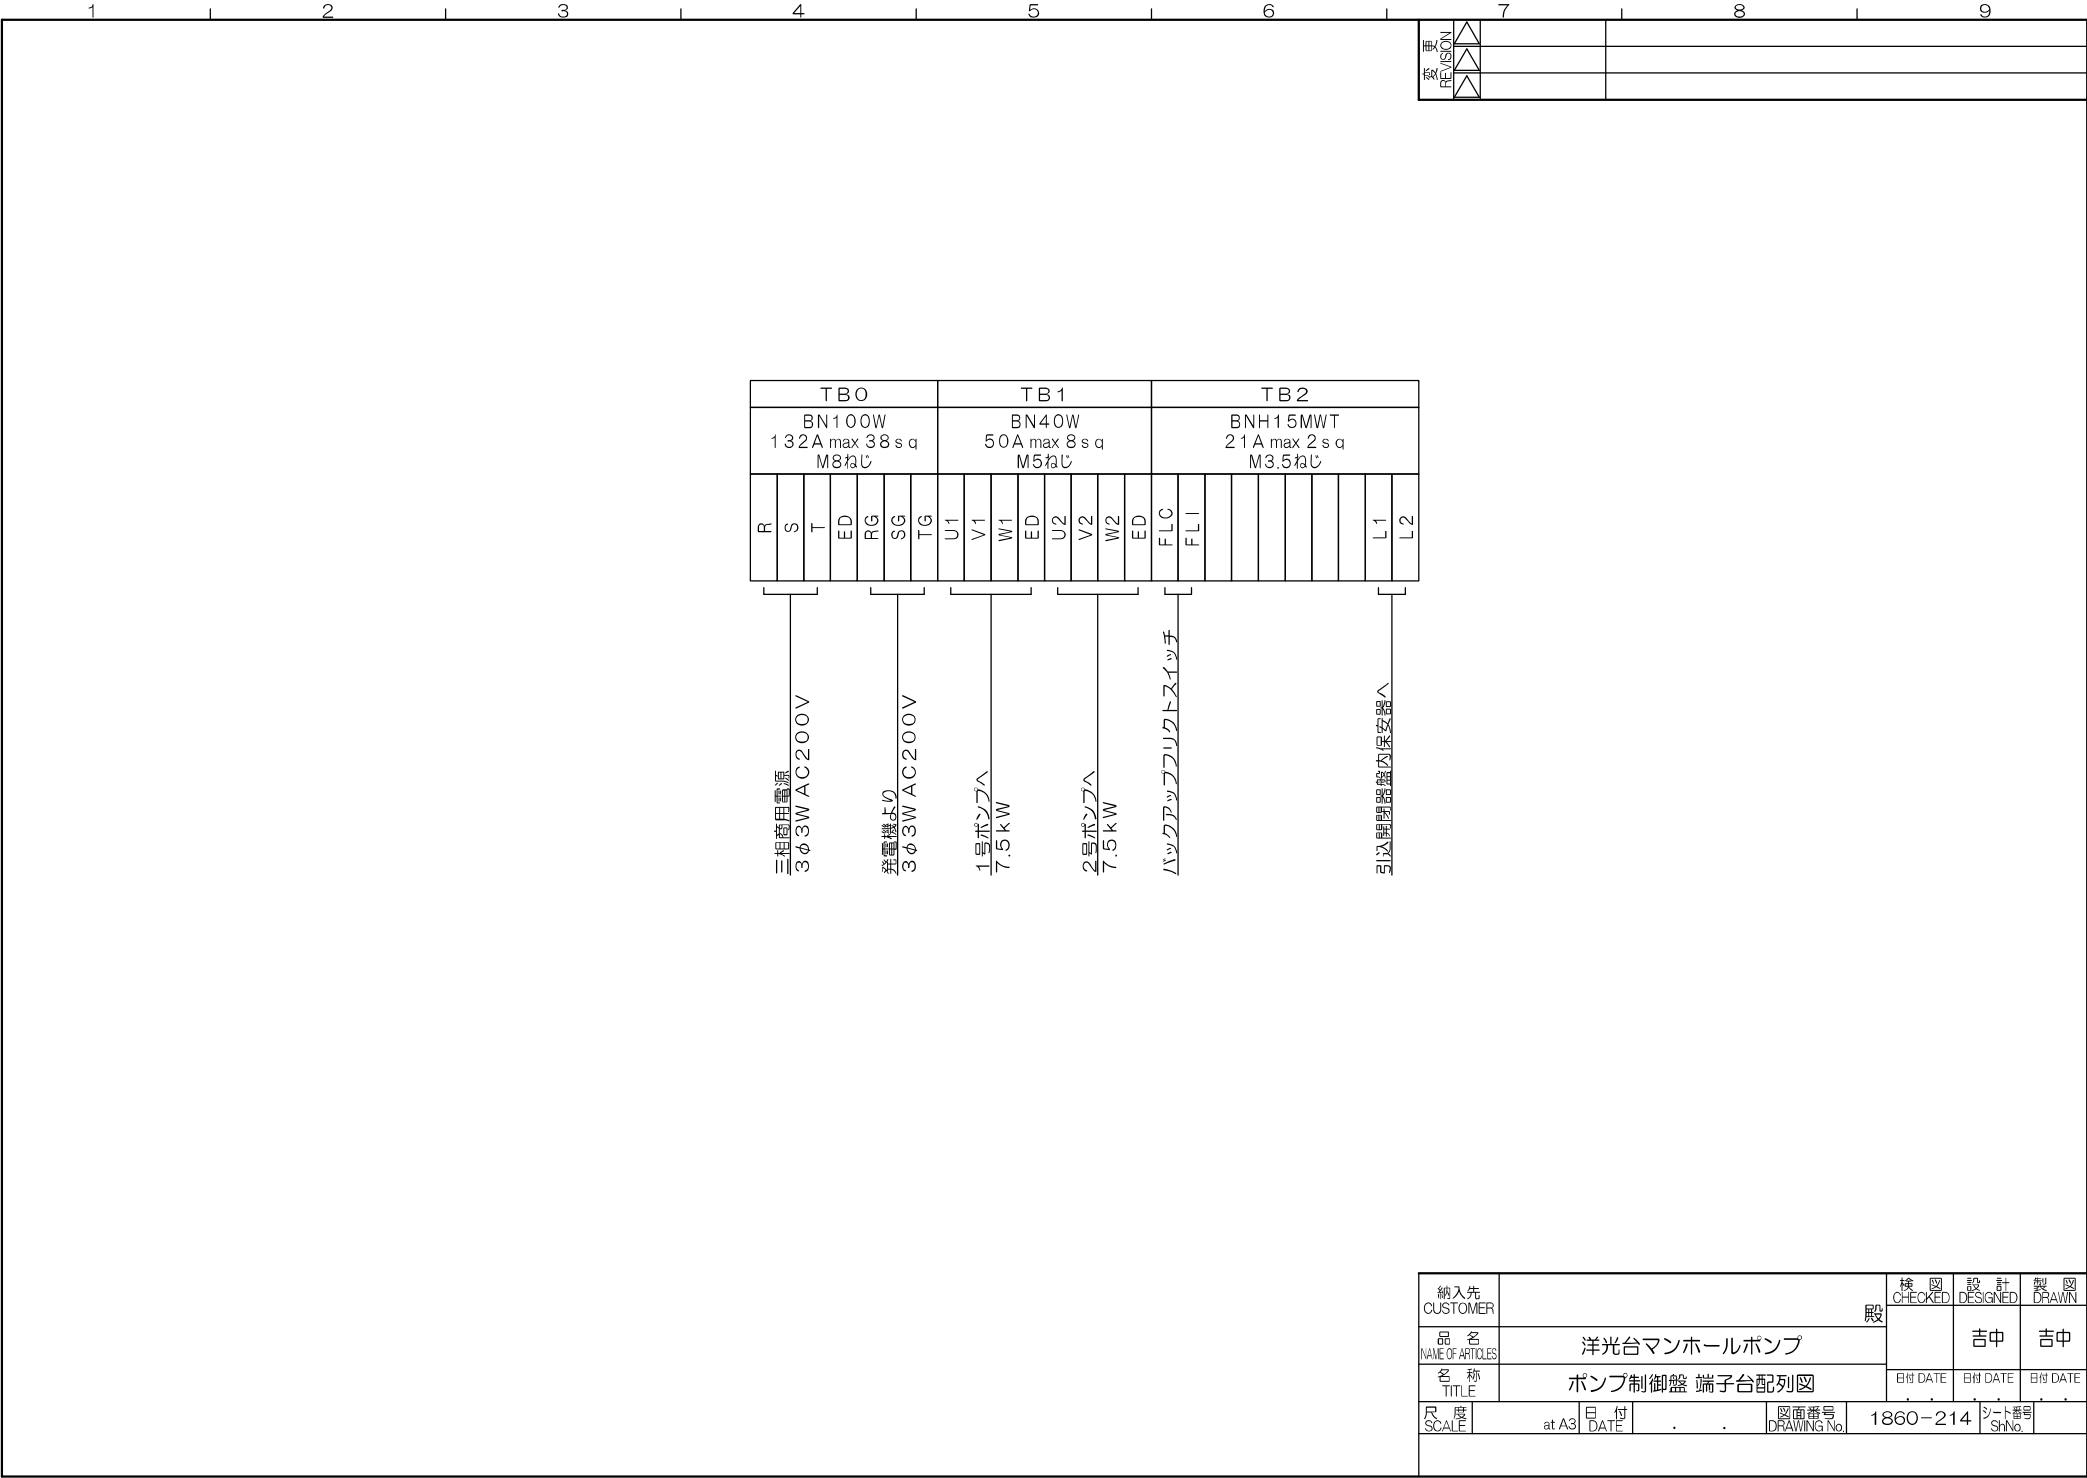 1 2 3 4 5 6 7 8 9
変更
REVISION
TB0 TB1 TB2
BN100W
132A max 38sq
M8ねじ
BN40W
50A max 8sq
M5ねじ
BNH15MWT
21A max 2sq
M3.5ねじ
R S T ED RG SG TG U1 V1 W1 ED U2 V2 W2 ED FLC FLI L1 L2
三相商用電源
3φ3W AC200V
発電機より
3φ3W AC200V
1号ポンプへ
7.5kW
2号ポンプへ
7.5kW
バックアップフリクトスイッチ
引込開閉器盤内保安器へ
納入先
CUSTOMER
殿
検図
CHECKED
設計
DESIGNED
製図
DRAWN
品名
NAME OF ARTICLES
洋光台マンホールポンプ
吉中 吉中
名称
TITLE
ポンプ制御盤 端子台配列図
日付 DATE 日付 DATE 日付 DATE
. . . . . .
尺度
SCALE
at A3
日付
DATE
. .
図面番号
DRAWING No.
1860-214
シート番号
ShNo.